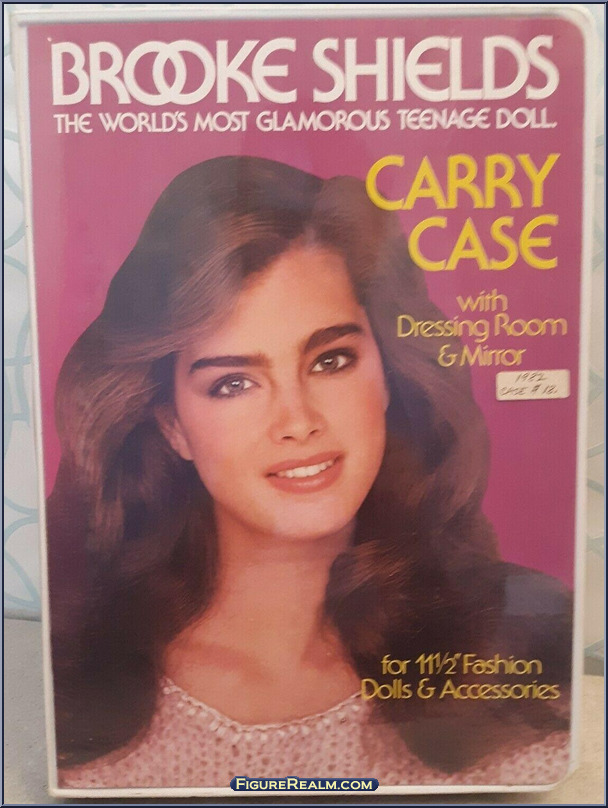 BROOKE SHIELDS
THE WORLD'S MOST GLAMOROUS TEENAGE DOLL.
CARRY
CASE
with
Dressing Room
& Mirror
1982
CASE # 12.
for 11½" Fashion
Dolls & Accessories
FIGUREREALM.COM